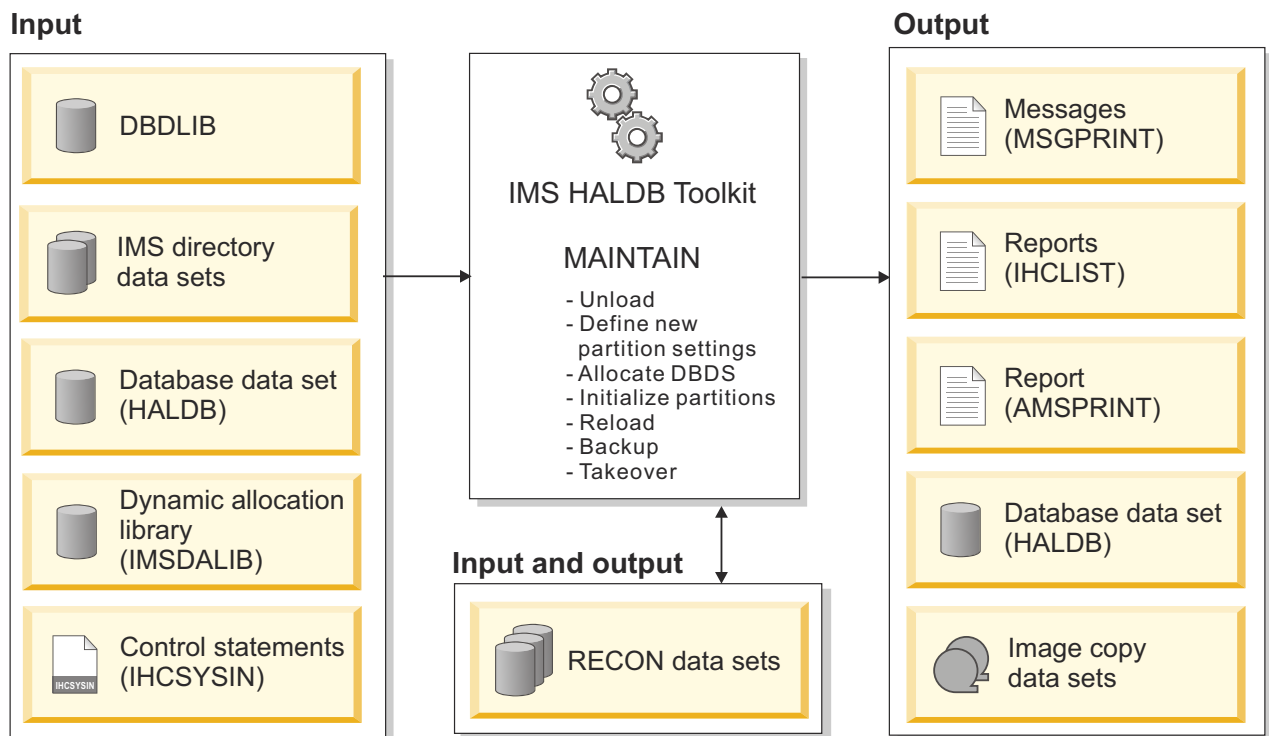 Input
DBDLIB
IMS directory
data sets
Database data set
(HALDB)
Dynamic allocation
library
(IMSDALIB)
IHCSYSIN
Control statements
(IHCSYSIN)
IMS HALDB Toolkit
MAINTAIN
- Unload
- Define new
partition settings
- Allocate DBDS
- Initialize partitions
- Reload
- Backup
- Takeover
Input and output
RECON data sets
Output
Messages
(MSGPRINT)
Reports
(IHCLIST)
Report
(AMSPRINT)
Database data set
(HALDB)
Image copy
data sets